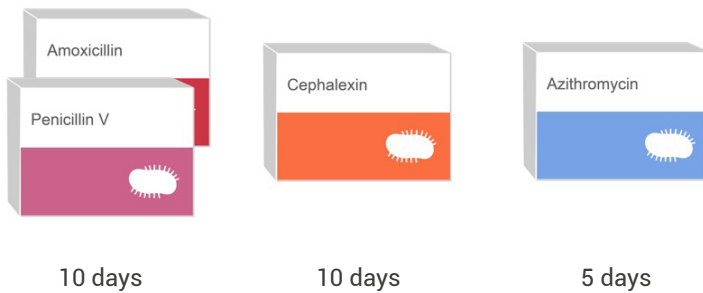 Amoxicillin
Penicillin V
Cephalexin
Azithromycin
10 days
10 days
5 days